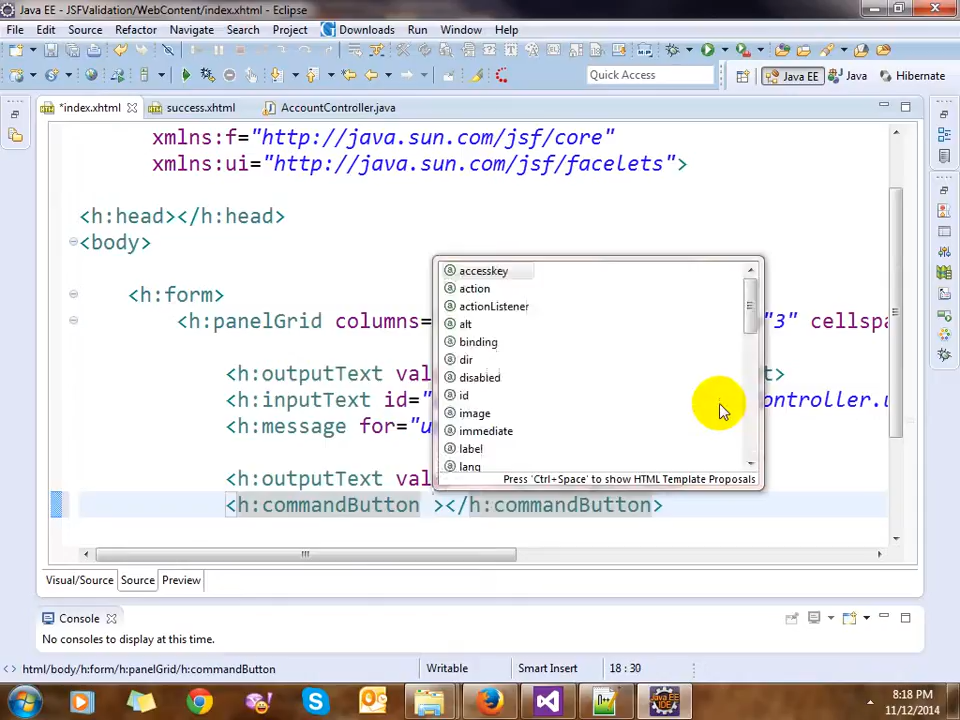 Java EE - JSFValidation/WebContent/index.xhtml - Eclipse
File Edit Source Refactor Navigate Search Project Downloads Run Window Help
Quick Access Java EE Java Hibernate
*index.xhtml success.xhtml AccountController.java
xmlns:f="http://java.sun.com/jsf/core"
xmlns:ui="http://java.sun.com/jsf/facelets">
<h:head></h:head>
<body>
<h:form>
<h:panelGrid columns= "3" cellspa
<h:outputText val t>
<h:inputText id=" ontroller.u
<h:message for="u
<h:outputText val
<h:commandButton ></h:commandButton>
accesskey
action
actionListener
alt
binding
dir
disabled
id
image
immediate
label
lang
Press 'Ctrl+Space' to show HTML Template Proposals
Visual/Source Source Preview
Console
No consoles to display at this time.
html/body/h:form/h:panelGrid/h:commandButton Writable Smart Insert 18 : 30
8:18 PM
11/12/2014